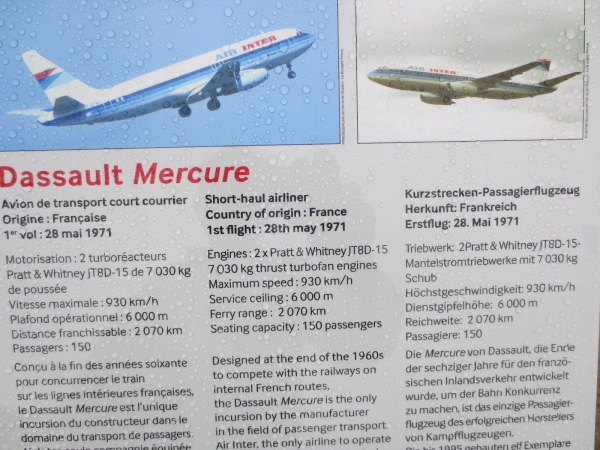 AIR INTER
AIR INTER
Dassault Mercure
Avion de transport court courrier
Origine : Française
1er vol : 28 mai 1971
Motorisation : 2 turboréacteurs
Pratt & Whitney JT8D-15 de 7 030 kg
de poussée
Vitesse maximale : 930 km/h
Plafond opérationnel : 6 000 m
Distance franchissable : 2 070 km
Passagers : 150
Conçu à la fin des années soixante
pour concurrencer le train
sur les lignes intérieures françaises,
le Dassault Mercure est l'unique
incursion du constructeur dans le
domaine du transport de passagers.
Short-haul airliner
Country of origin : France
1st flight : 28th may 1971
Engines : 2 x Pratt & Whitney JT8D-15
7 030 kg thrust turbofan engines
Maximum speed : 930 km/h
Service ceiling : 6 000 m
Ferry range : 2 070 km
Seating capacity : 150 passengers
Designed at the end of the 1960s
to compete with the railways on
internal French routes,
the Dassault Mercure is the only
incursion by the manufacturer
in the field of passenger transport.
Air Inter, the only airline to operate
Kurzstrecken-Passagierflugzeug
Herkunft: Frankreich
Erstflug: 28. Mai 1971
Triebwerk: 2Pratt & Whitney JT8D-15-
Mantelstromtriebwerke mit 7 030 kg
Schub
Höchstgeschwindigkeit: 930 km/h
Dienstgipfelhöhe: 6 000 m
Reichweite: 2 070 km
Passagiere: 150
Die Mercure von Dassault, die Ende
der sechziger Jahre für den franzö-
sischen Inlandsverkehr entwickelt
wurde, um der Bahn Konkurrenz
zu machen, ist das einzige Passagier-
flugzeug des erfolgreichen Herstellers
von Kampfflugzeugen.
Die bis 1995 gebauten elf Exemplare